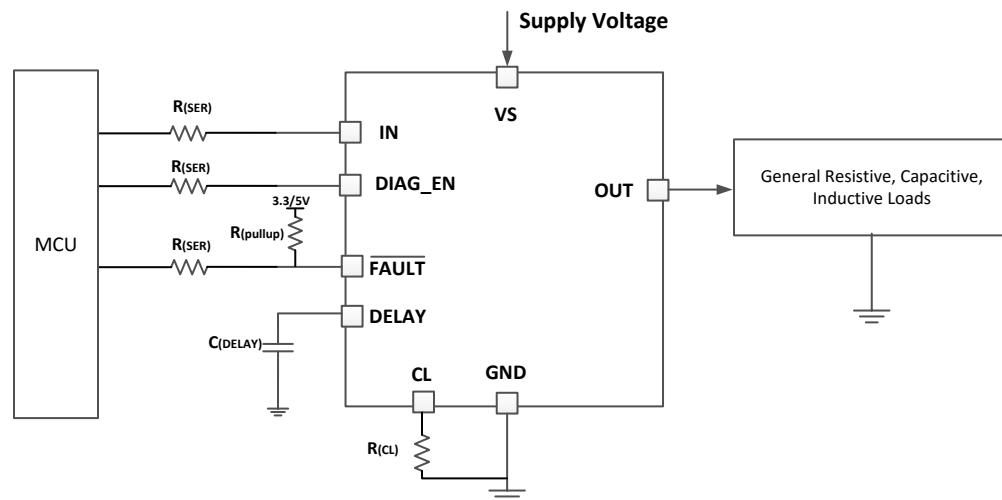 Supply Voltage
VS
R(SER)
IN
R(SER)
DIAG_EN
3.3/5V
R(pullup)
R(SER)
FAULT
DELAY
C(DELAY)
CL
GND
R(CL)
MCU
OUT
General Resistive, Capacitive,
Inductive Loads